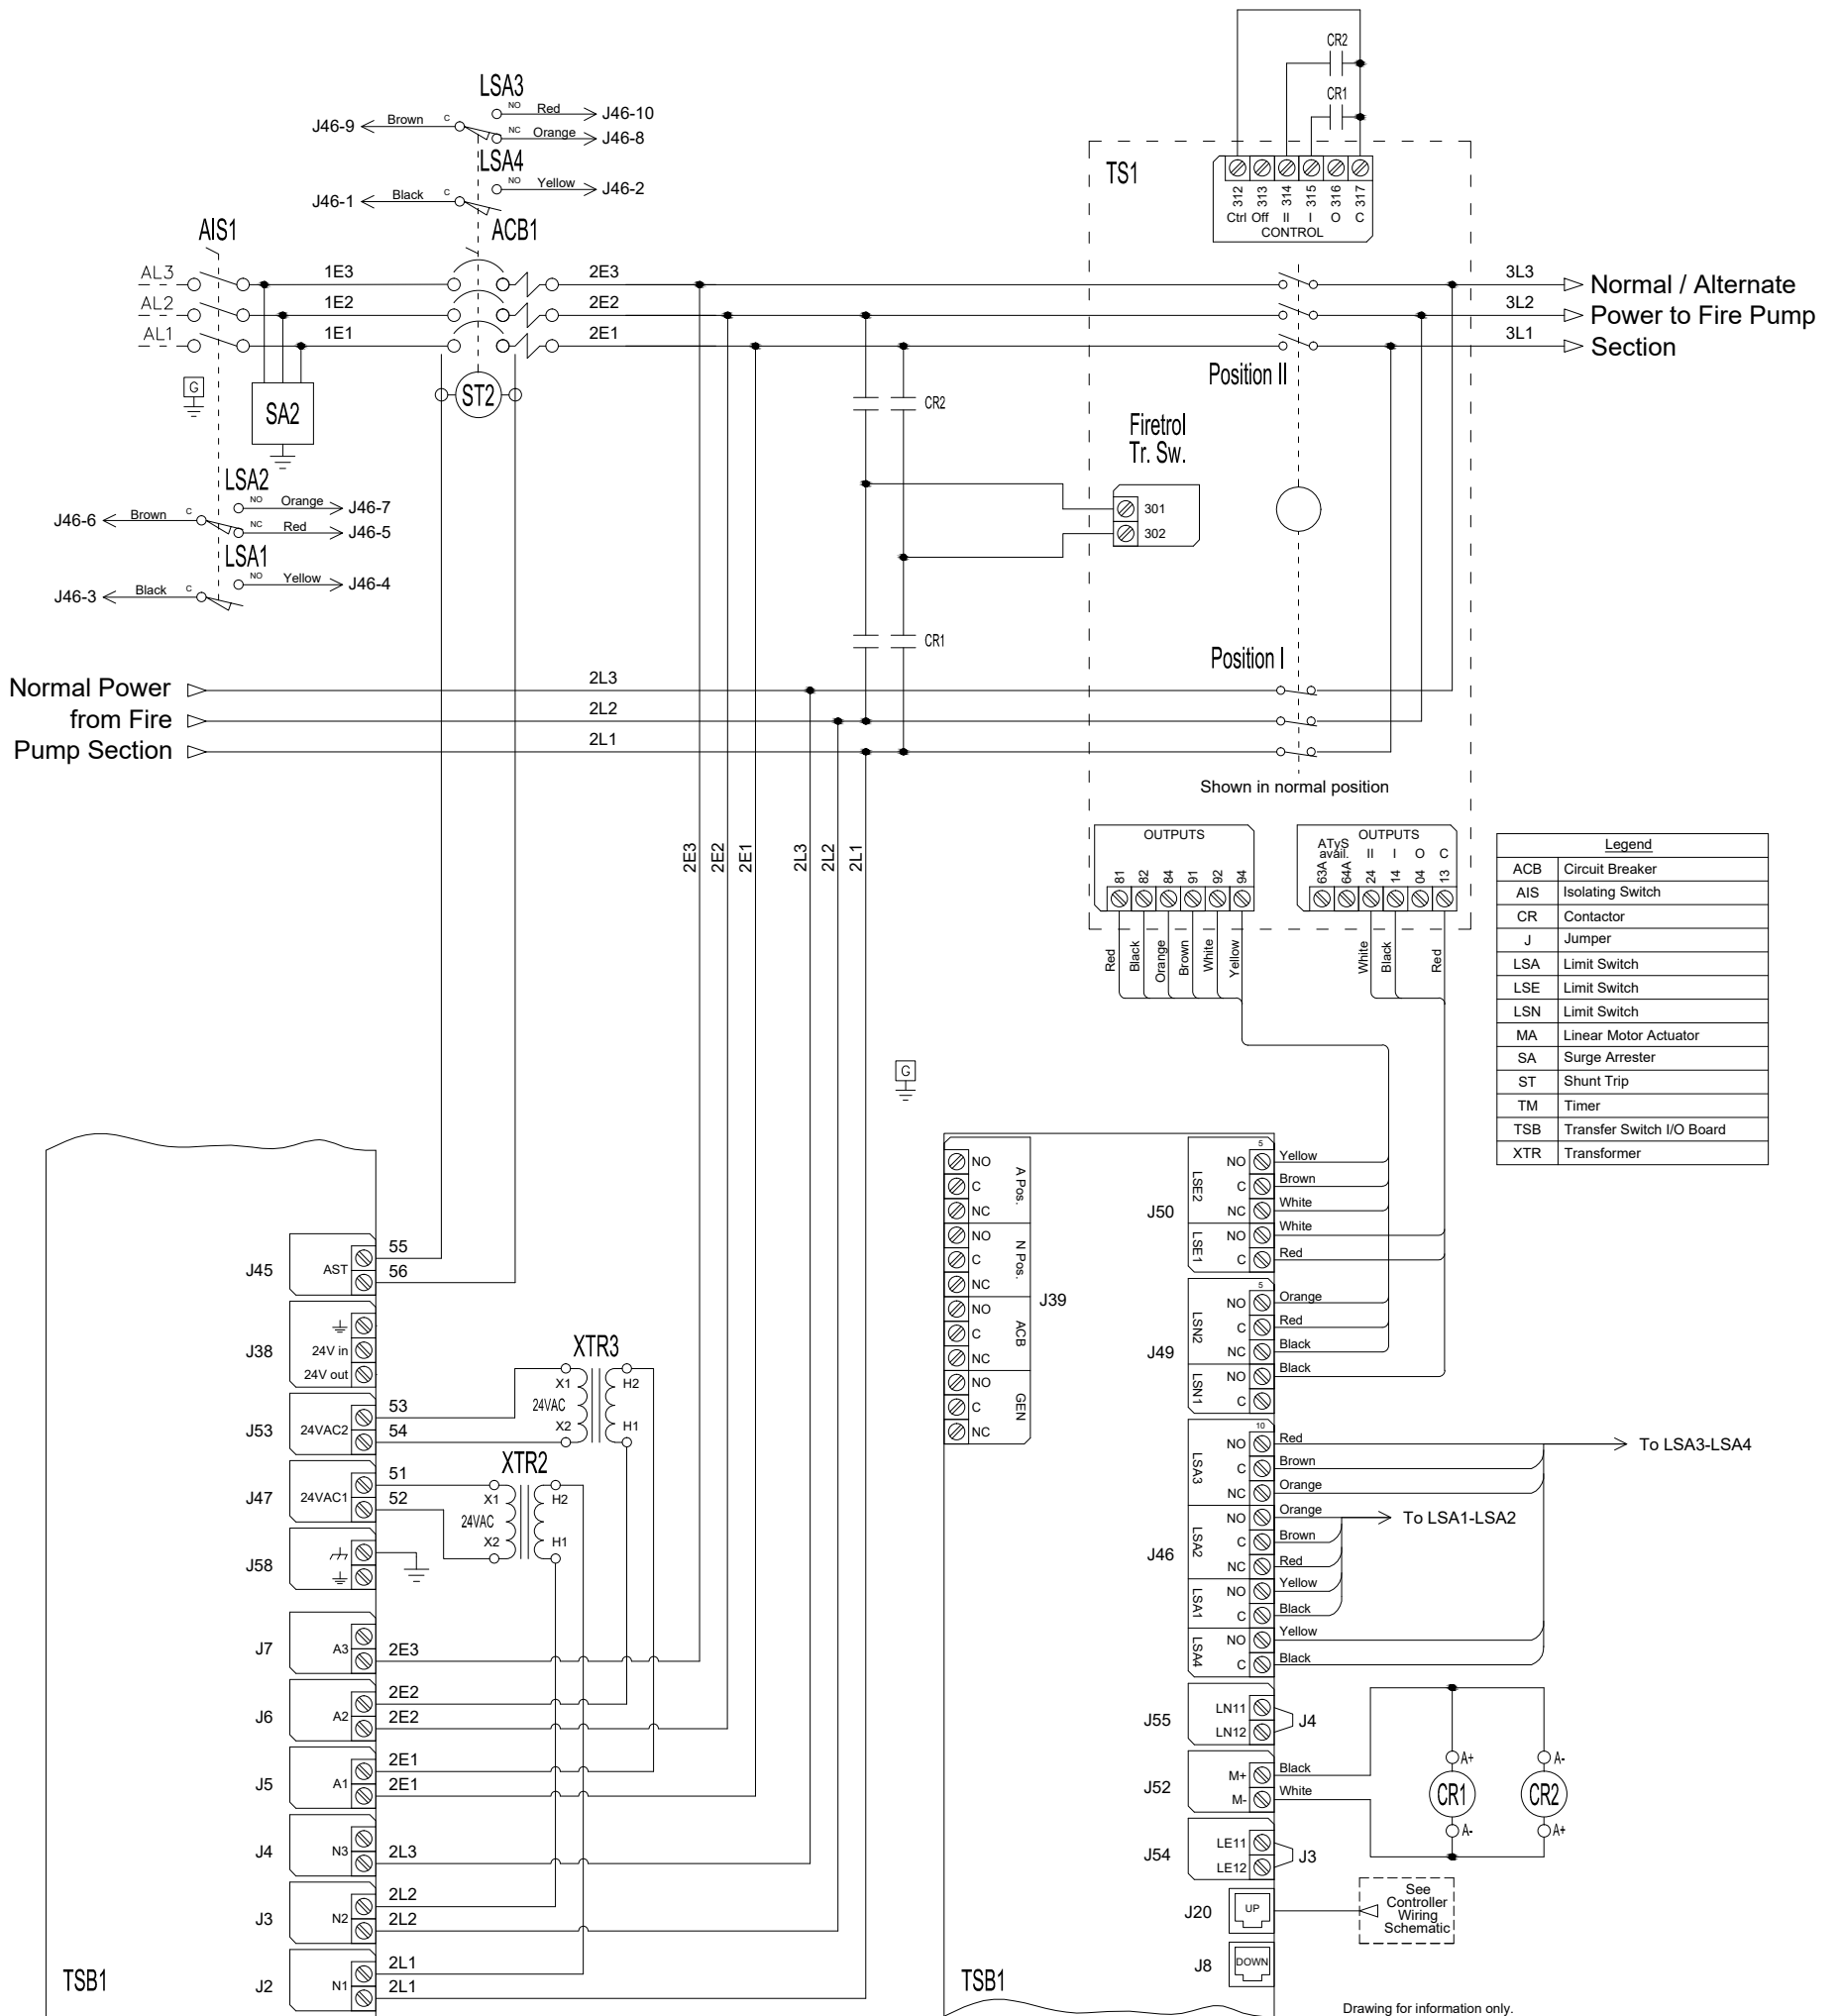 CR2
CR1
LSA3
NO Red J46-10
J46-9 Brown C
NC Orange J46-8
LSA4
NO Yellow J46-2
J46-1 Black C
TS1
312 313 314 315 316 317
Ctrl Off II I O C
CONTROL
AIS1
ACB1
AL3 1E3 2E3 3L3
AL2 1E2 2E2 3L2
AL1 1E1 2E1 3L1
Normal / Alternate
Power to Fire Pump
Section
G
SA2
ST2
Position II
CR2
Firetrol
Tr. Sw.
301
302
LSA2
NO Orange J46-7
J46-6 Brown C
NC Red J46-5
LSA1
NO Yellow J46-4
J46-3 Black C
CR1
Position I
Normal Power
from Fire
Pump Section
2L3
2L2
2L1
Shown in normal position
2E3 2E2 2E1 2L3 2L2 2L1
OUTPUTS
81 82 84 91 92 94
OUTPUTS
ATyS
avail. II I O C
63A 64A 24 14 04 13
Red Black Orange Brown White Yellow
White Black Red
Legend
ACB Circuit Breaker
AIS Isolating Switch
CR Contactor
J Jumper
LSA Limit Switch
LSE Limit Switch
LSN Limit Switch
MA Linear Motor Actuator
SA Surge Arrester
ST Shunt Trip
TM Timer
TSB Transfer Switch I/O Board
XTR Transformer
G
J45
AST
55
56
J38
24V in
24V out
J53
24VAC2
53
54
XTR3
X1 H2
24VAC
X2 H1
J47
24VAC1
51
52
XTR2
X1 H2
24VAC
X2 H1
J58
J7
A3
2E3
J6
A2
2E2
2E2
J5
A1
2E1
2E1
J4
N3
2L3
J3
N2
2L2
2L2
J2
N1
2L1
2L1
TSB1
J39
A Pos.
NO
C
NC
N Pos.
NO
C
NC
ACB
NO
C
NC
GEN
NO
C
NC
J50
5
LSE2
NO Yellow
C Brown
NC White
LSE1
NO White
C Red
J49
5
LSN2
NO Orange
C Red
NC Black
LSN1
NO Black
C
J46
10
LSA3
NO Red
C Brown
NC Orange
To LSA3-LSA4
LSA2
NO Orange
C Brown
NC Red
To LSA1-LSA2
LSA1
NO Yellow
C Black
LSA4
NO Yellow
C Black
J55
LN11
LN12
J4
J52
M+ Black
M- White
A+ A-
CR1 CR2
A- A+
J54
LE11
LE12
J3
J20
UP
See
Controller
Wiring
Schematic
J8
DOWN
TSB1
Drawing for information only.